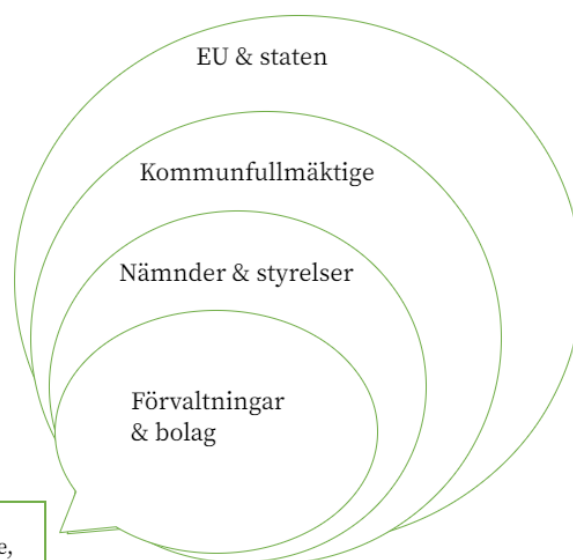 EU & staten
Kommunfullmäktige
Nämnder & styrelser
Förvaltningar
& bolag